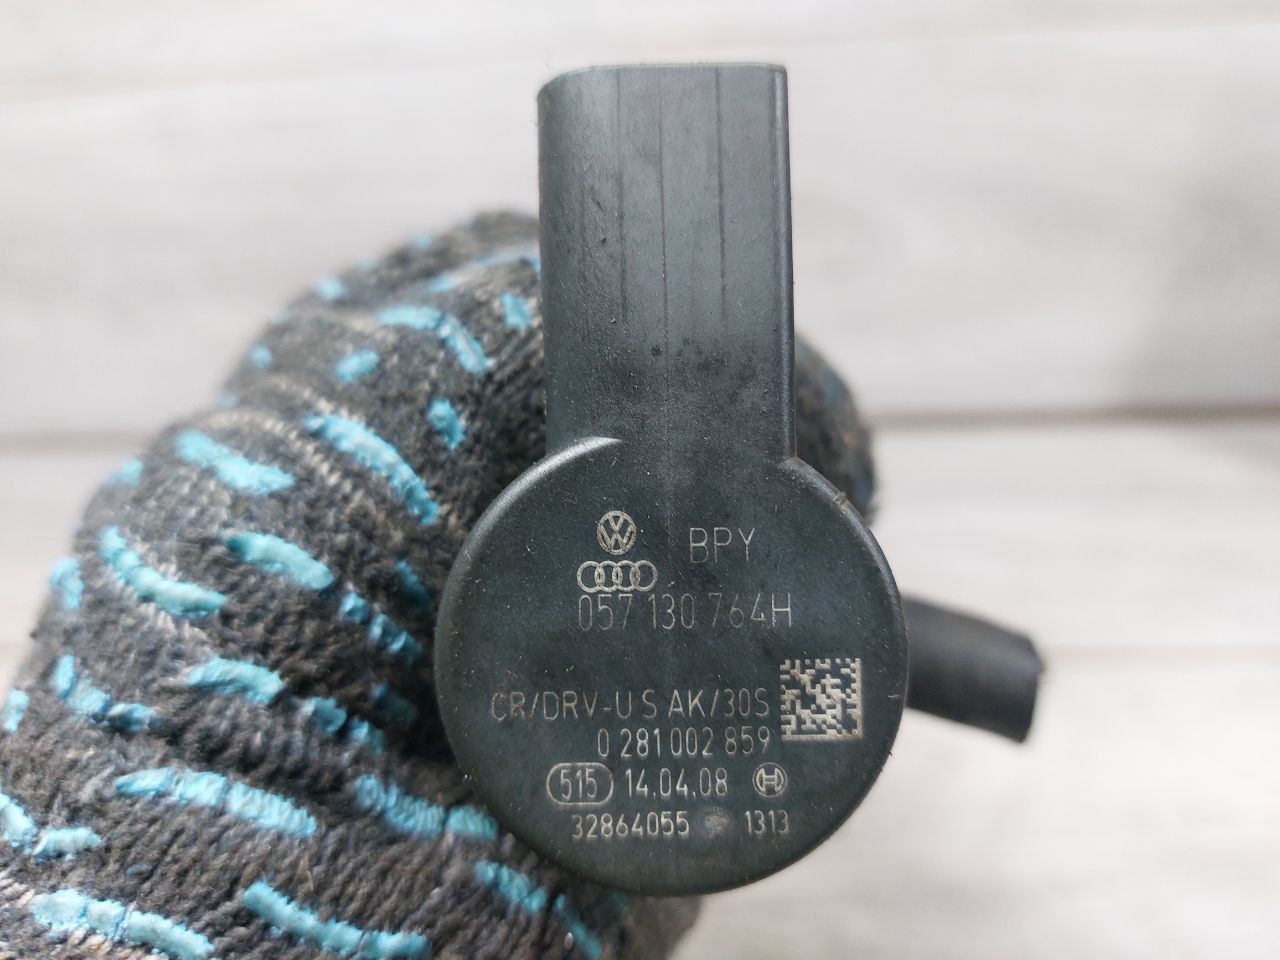 BPY
057 130 764H
CR/DRV-U S AK/30S
0 281 002 859
515 14.04.08
32864055 1313